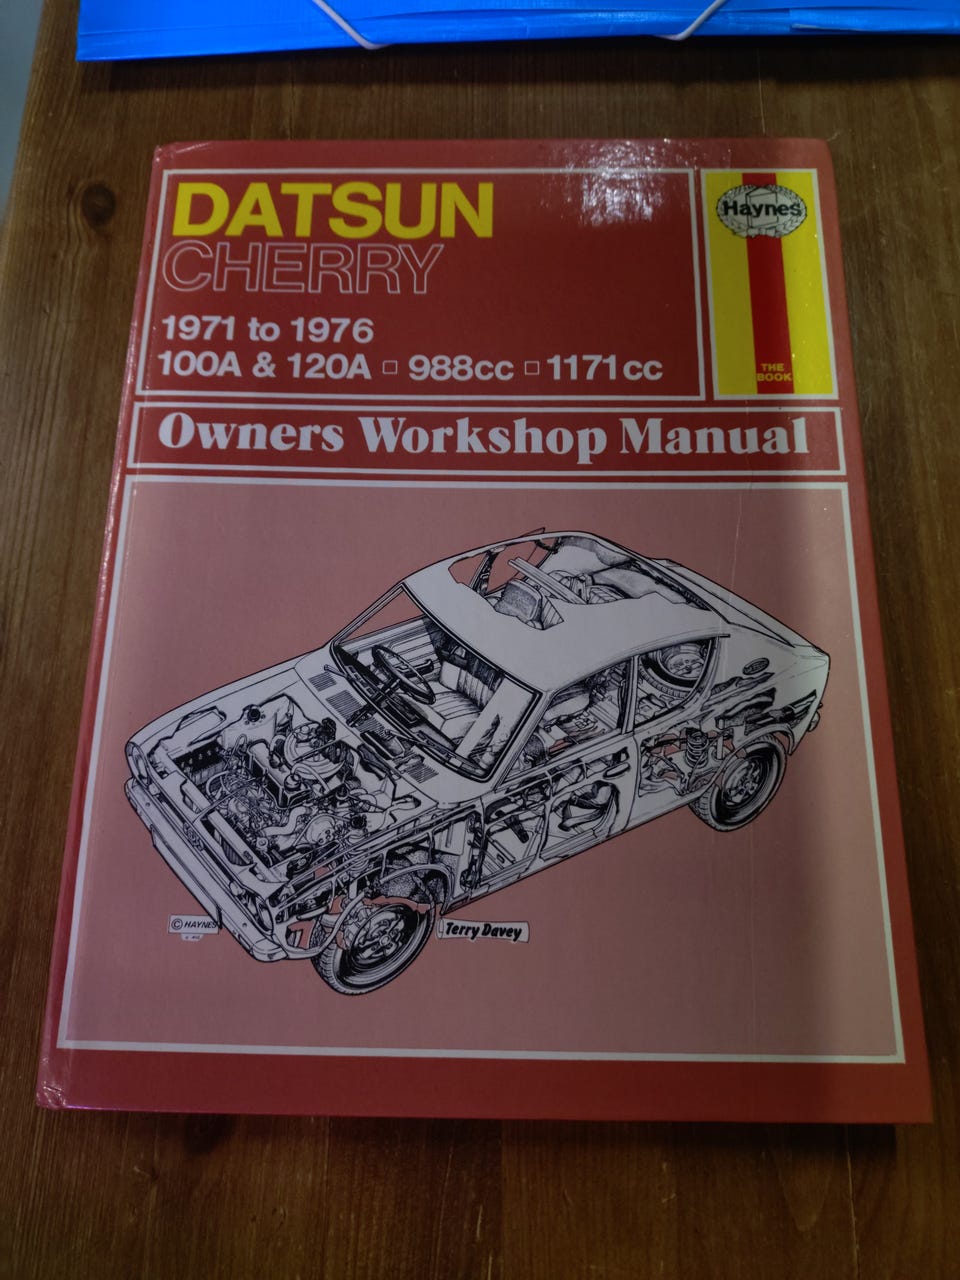 DATSUN
CHERRY
1971 to 1976
100A & 120A □ 988cc □ 1171cc
Haynes
THE
BOOK
Owners Workshop Manual
© HAYNES
Terry Davey